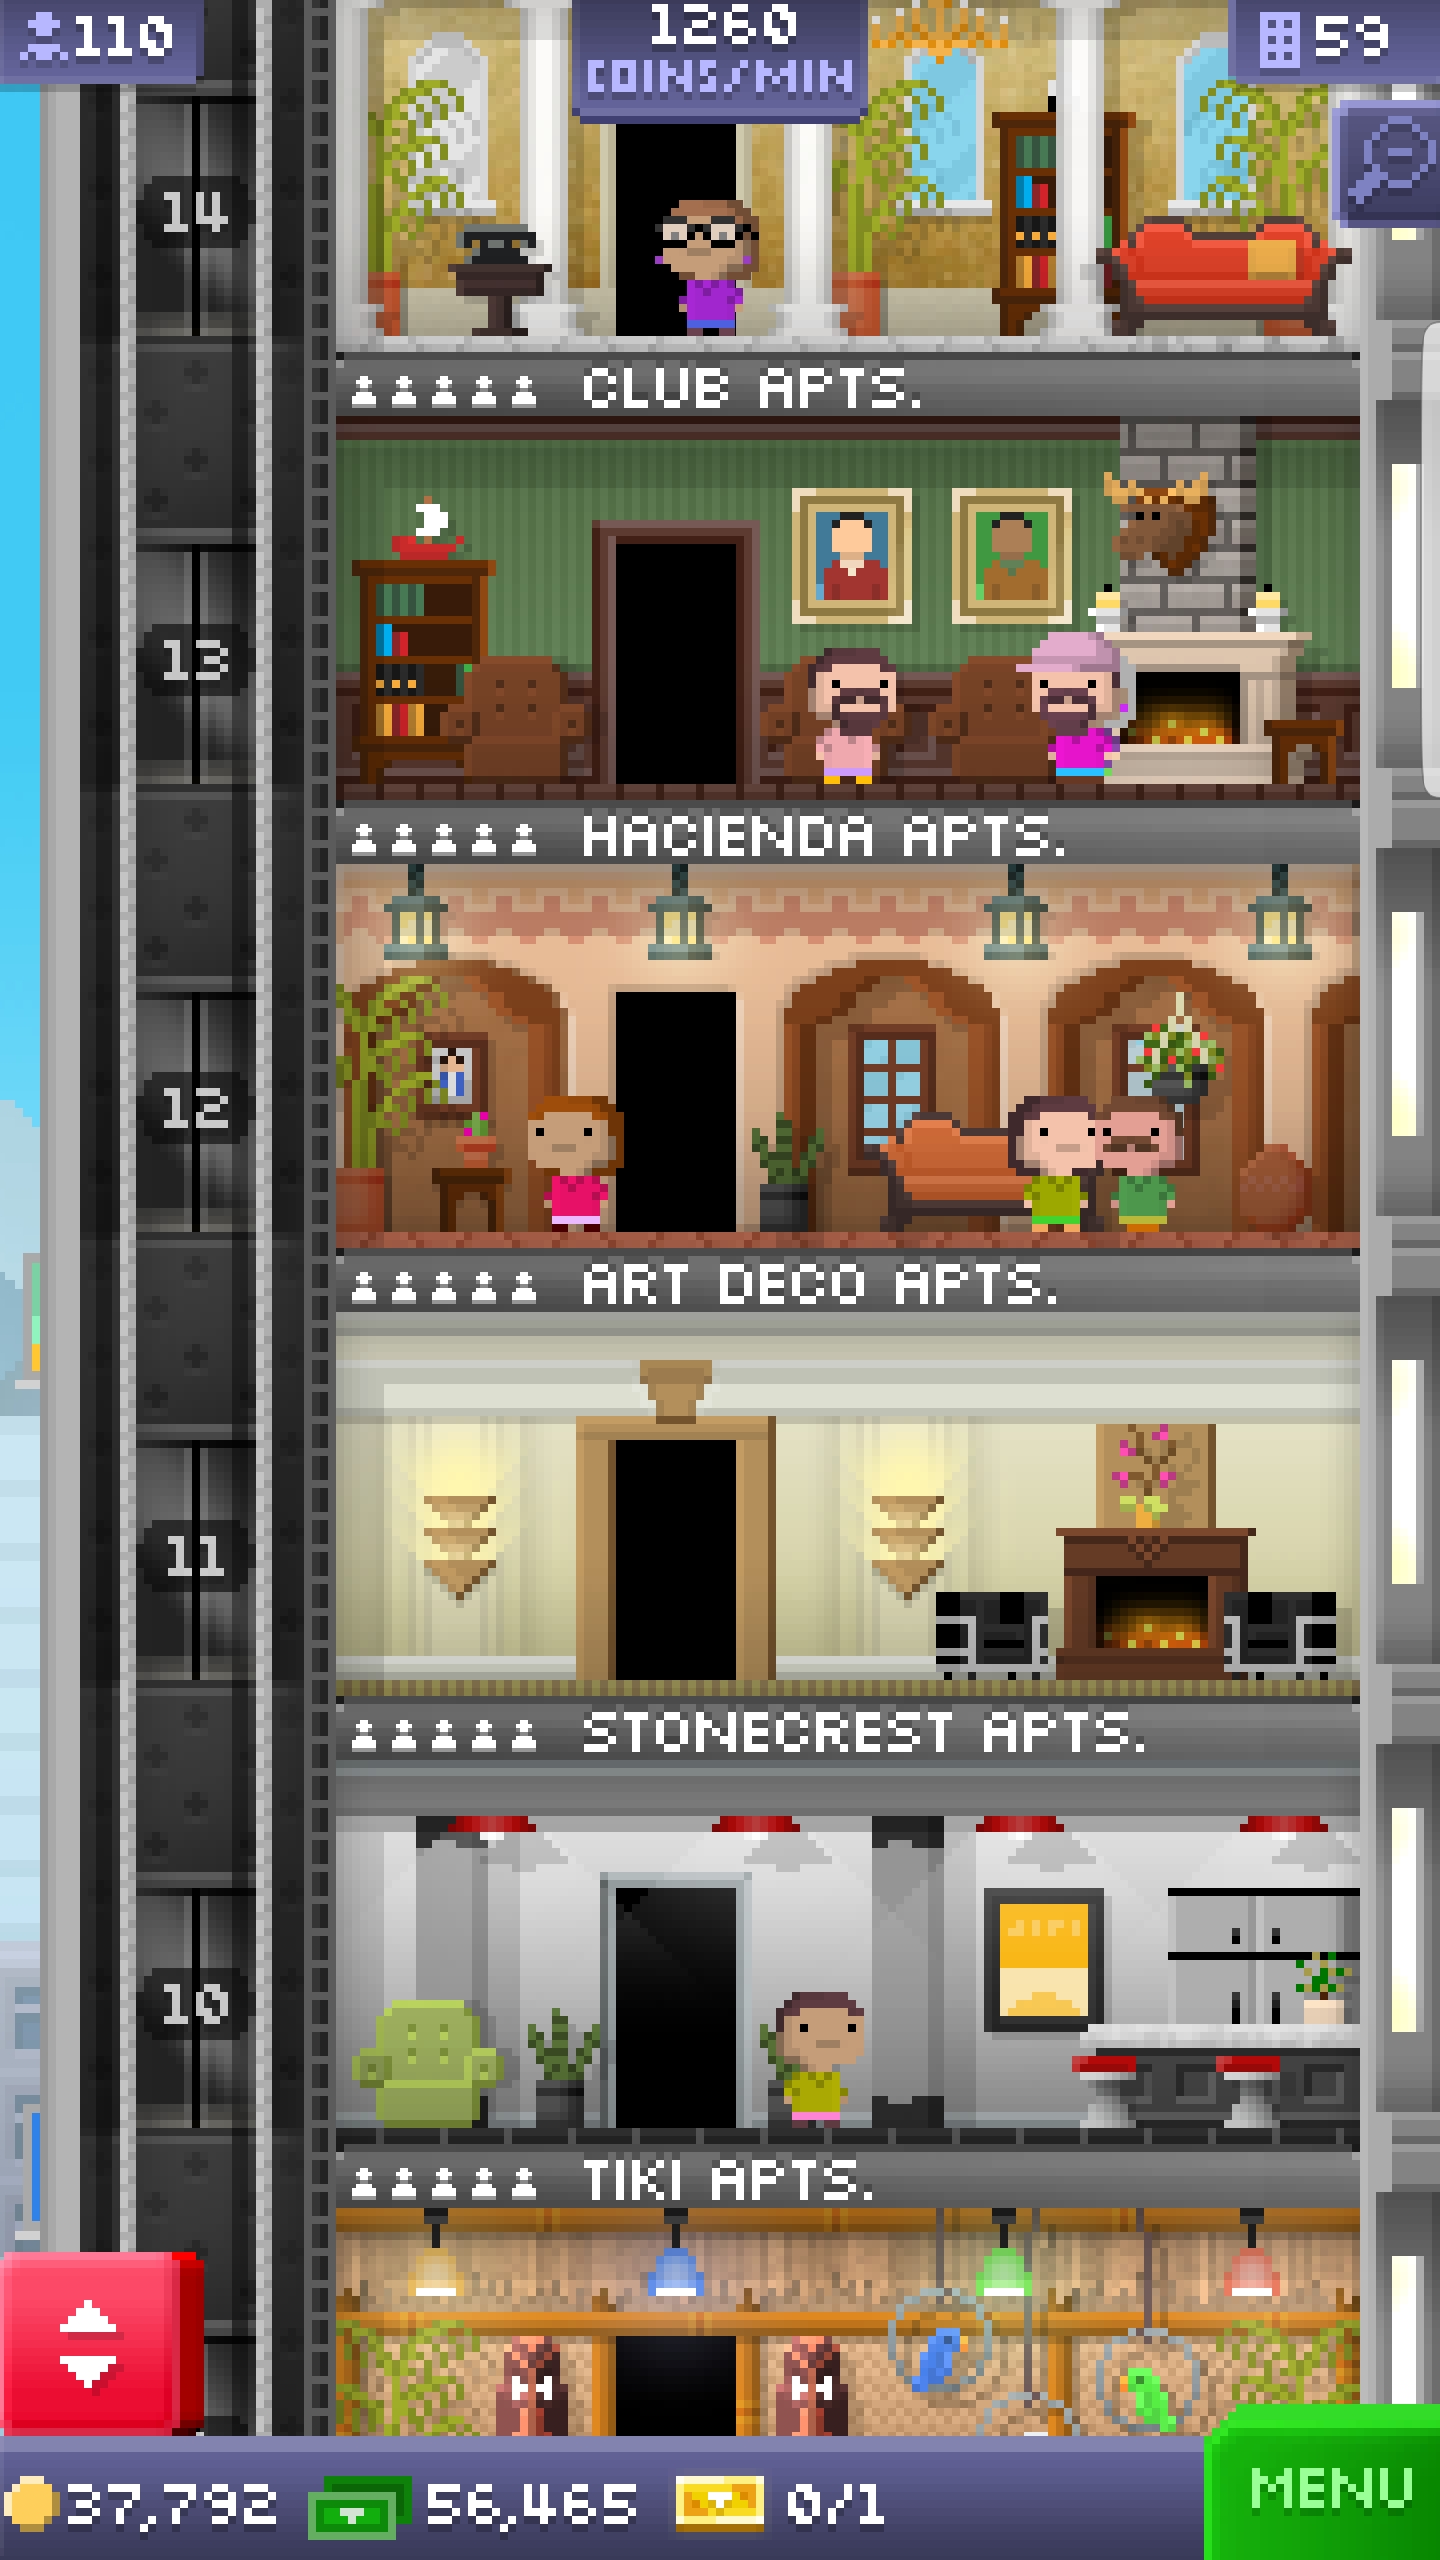 110
1260
COINS/MIN
59
14
CLUB APTS.
13
HACIENDA APTS.
12
ART DECO APTS.
11
STONECREST APTS.
10
TIKI APTS.
37,792
56,465
0/1
MENU